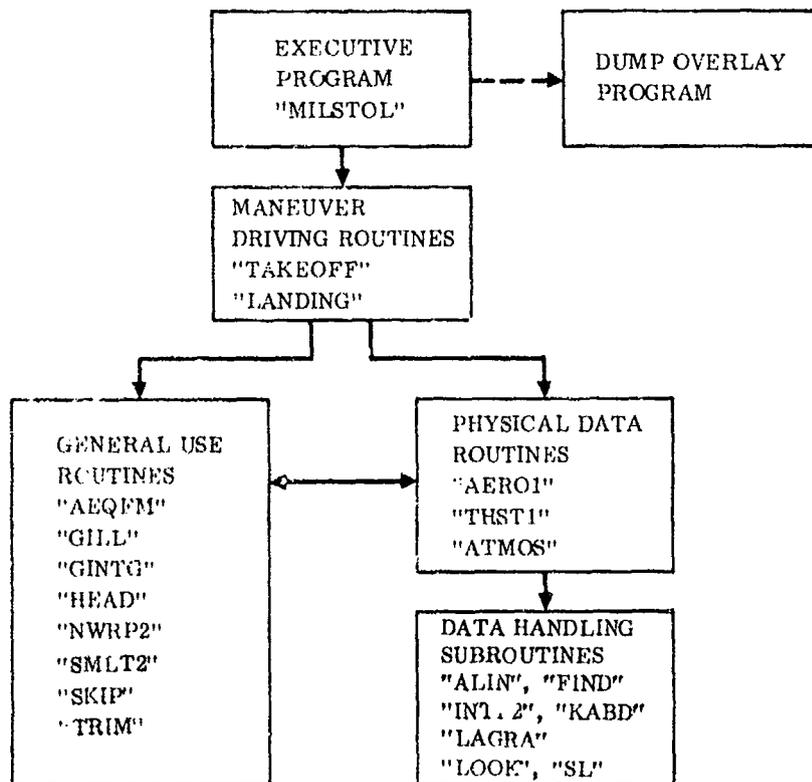 EXECUTIVE
PROGRAM
"MILSTOL"
DUMP OVERLAY
PROGRAM
MANEUVER
DRIVING ROUTINES
"TAKEOFF"
"LANDING"
GENERAL USE
ROUTINES
"AEQFM"
"GILL"
"GINTG"
"HEAD"
"NWRP2"
"SMLT2"
"SKIP"
"TRIM"
PHYSICAL DATA
ROUTINES
"AERO1"
"THST1"
"ATMOS"
DATA HANDLING
SUBROUTINES
"ALIN", "FIND"
"KABD"
"LAGRA"
"LOOK", "SL"